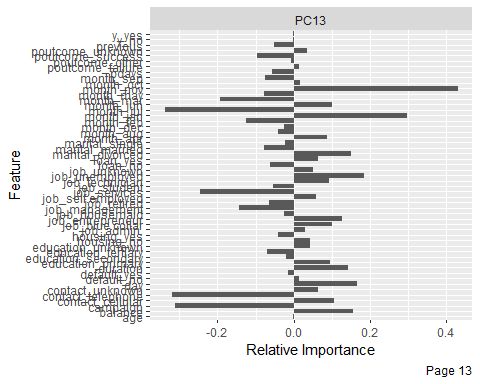 PC13
y_yes
y_no
previous
poutcome_unknown
poutcome_success
poutcome_other
poutcome_failure
pdays
month_sep
month_oct
month_nov
month_may
month_mar
month_jun
month_jul
month_jan
month_feb
month_dec
month_aug
month_apr
marital_single
marital_married
marital_divorced
loan_yes
loan_no
job_unknown
job_unemployed
job_technician
job_student
job_services
job_self.employed
job_retired
job_management
job_housemaid
job_entrepreneur
job_blue.collar
job_admin.
housing_yes
housing_no
education_unknown
education_tertiary
education_secondary
education_primary
duration
default_yes
default_no
day
contact_unknown
contact_telephone
contact_cellular
campaign
balance
age
Feature
-0.2 0.0 0.2 0.4
Relative Importance
Page 13